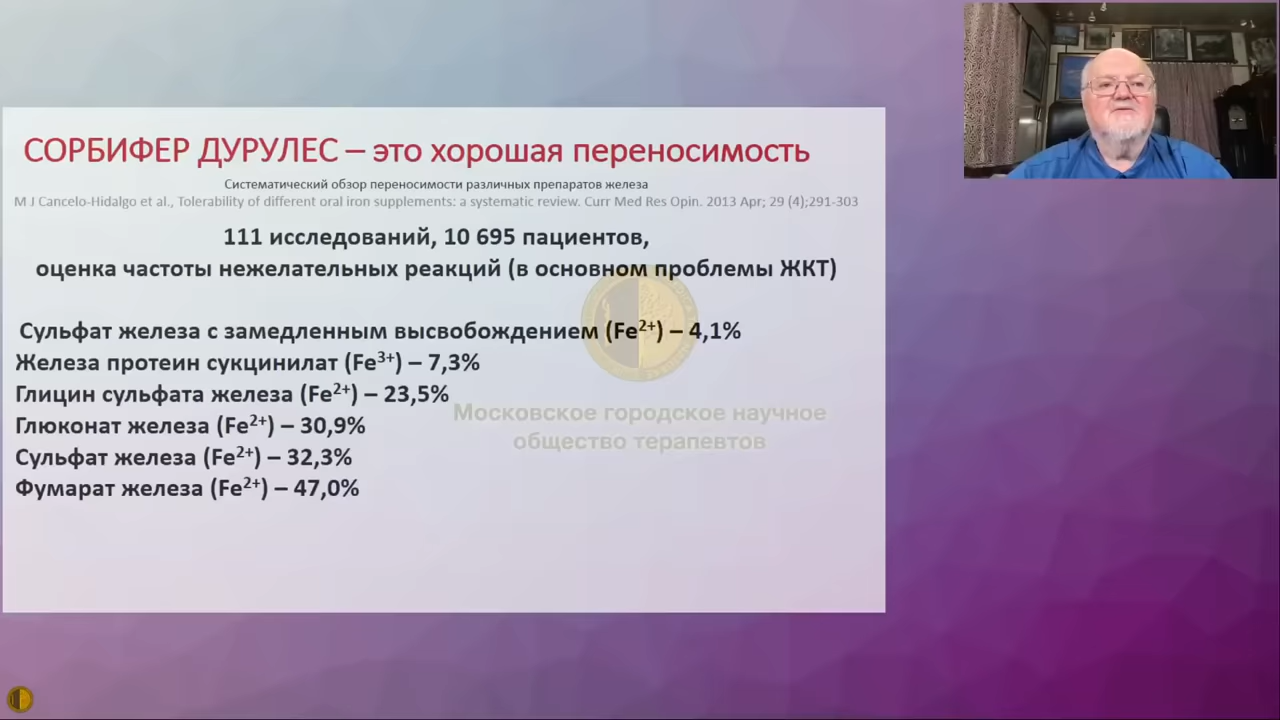 СОРБИФЕР ДУРУЛЕС – это хорошая переносимость
Систематический обзор переносимости различных препаратов железа
M J Cancelo-Hidalgo et al., Tolerability of different oral iron supplements: a systematic review. Curr Med Res Opin. 2013 Apr; 29 (4);291-303
111 исследований, 10 695 пациентов,
оценка частоты нежелательных реакций (в основном проблемы ЖКТ)
Сульфат железа с замедленным высвобождением (Fe²⁺) – 4,1%
Железа протеин сукцинилат (Fe³⁺) – 7,3%
Глицин сульфата железа (Fe²⁺) – 23,5%
Глюконат железа (Fe²⁺) – 30,9%
Сульфат железа (Fe²⁺) – 32,3%
Фумарат железа (Fe²⁺) – 47,0%
Московское городское научное
общество терапевтов